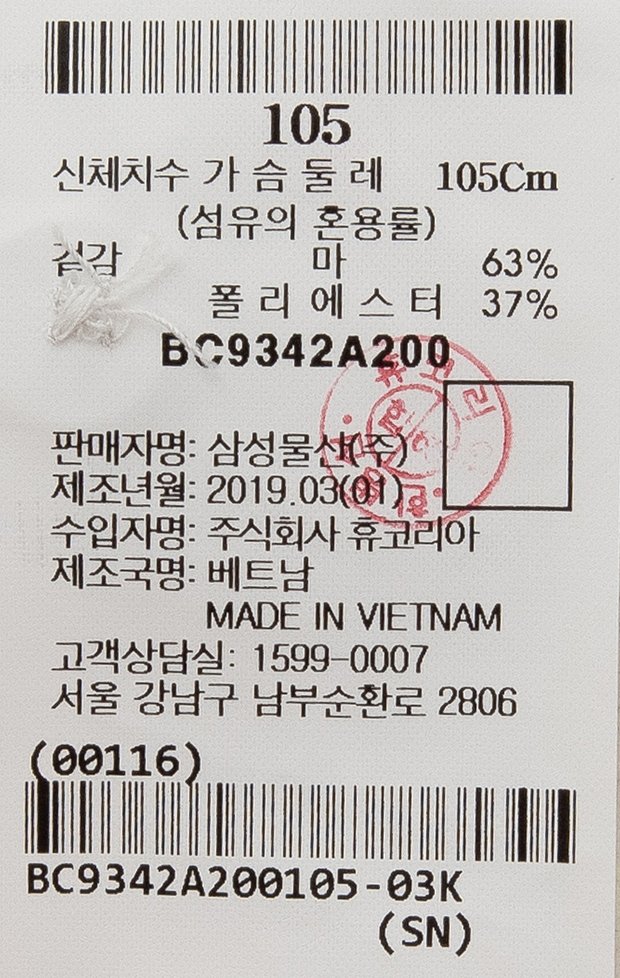 105
신체치수 가슴둘레 105Cm
(섬유의 혼용률)
겉감 마 63%
폴리에스터 37%
BC9342A200
휴코리
판매자명: 삼성물산(주)
제조년월: 2019.03(01)
수입자명: 주식회사 휴코리아
제조국명: 베트남
MADE IN VIETNAM
고객상담실: 1599-0007
서울 강남구 남부순환로 2806
(00116)
BC9342A200105-03K
(SN)